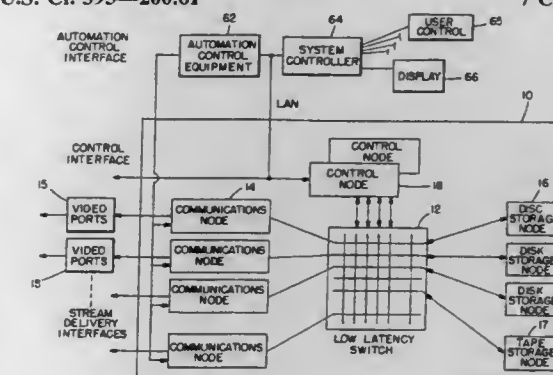 U.S. Cl. 395—200.61
7 C
AUTOMATION
CONTROL
INTERFACE
62
AUTOMATION
CONTROL
EQUIPMENT
64
SYSTEM
CONTROLLER
USER
CONTROL
65
DISPLAY
66
LAN
10
CONTROL
INTERFACE
CONTROL
NODE
CONTROL
NODE
18
15
VIDEO
PORTS
14
COMMUNICATIONS
NODE
12
16
DISC
STORAGE
NODE
VIDEO
PORTS
15
COMMUNICATIONS
NODE
DISK
STORAGE
NODE
STREAM
DELIVERY
INTERFACES
COMMUNICATIONS
NODE
DISK
STORAGE
NODE
COMMUNICATIONS
NODE
LOW LATENCY
SWITCH
17
TAPE
STORAGE
NODE